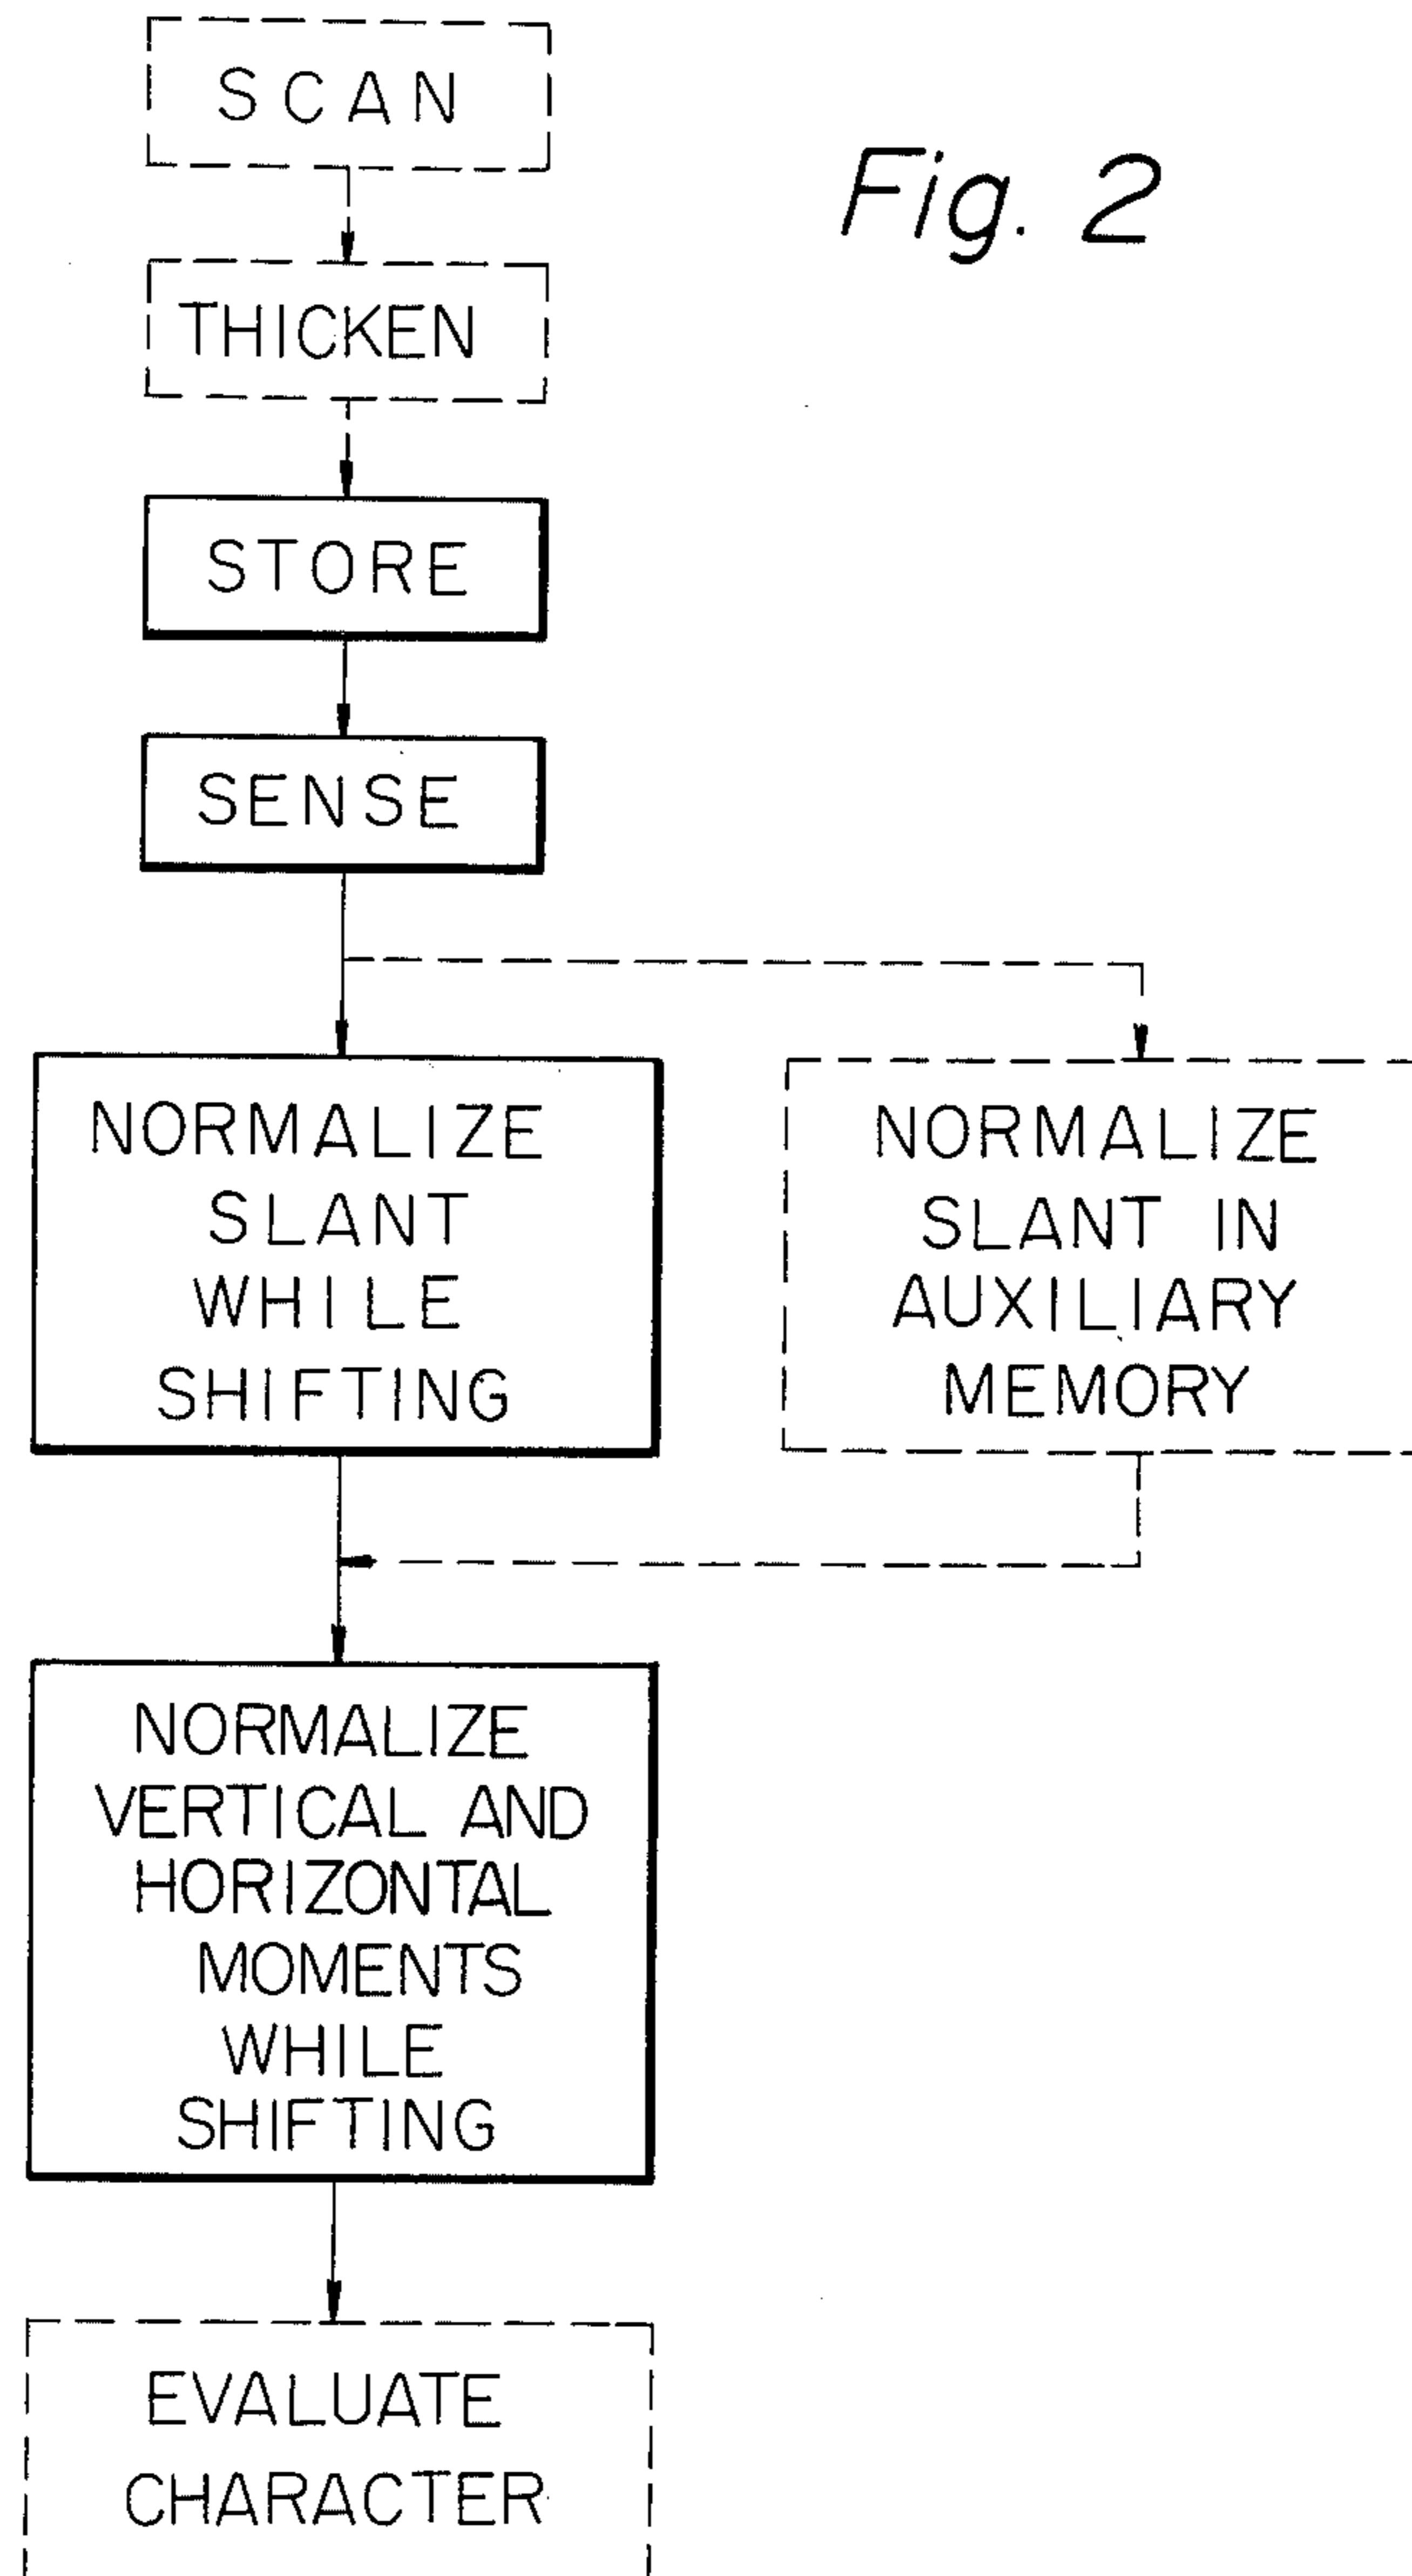 SCAN
Fig. 2
THICKEN
STORE
SENSE
NORMALIZE
SLANT
WHILE
SHIFTING
NORMALIZE
SLANT IN
AUXILIARY
MEMORY
NORMALIZE
VERTICAL AND
HORIZONTAL
MOMENTS
WHILE
SHIFTING
EVALUATE
CHARACTER